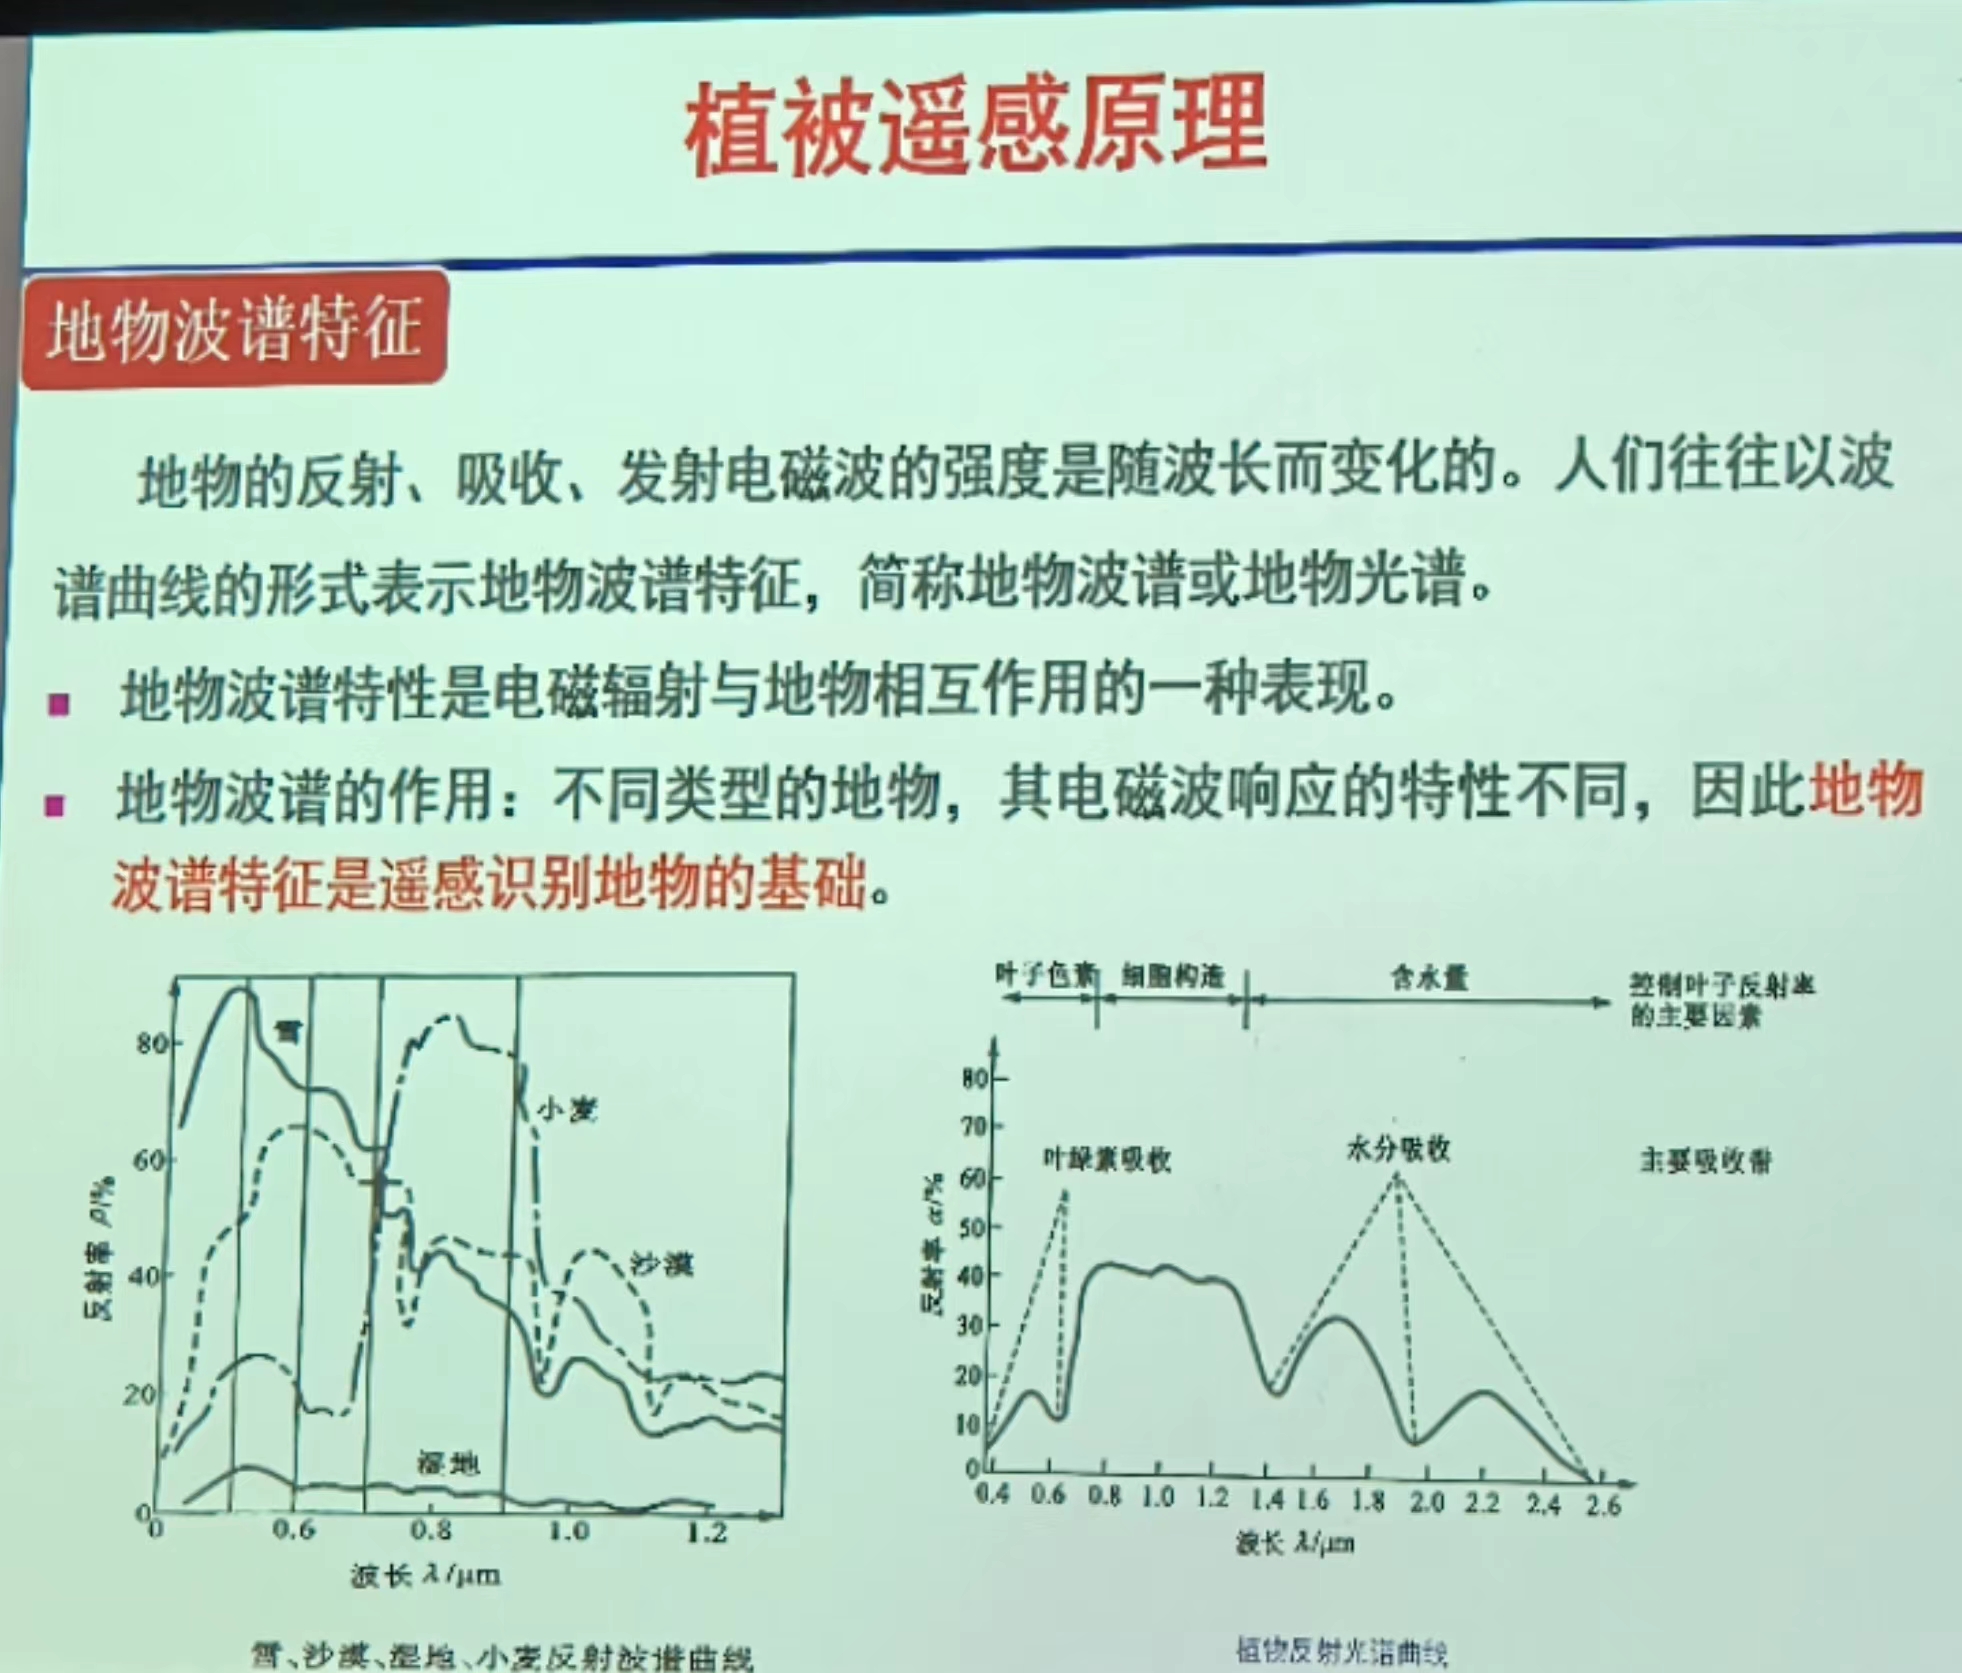 植被遥感原理
地物波谱特征
地物的反射、吸收、发射电磁波的强度是随波长而变化的。人们往往以波
谱曲线的形式表示地物波谱特征，简称地物波谱或地物光谱。
▪ 地物波谱特性是电磁辐射与地物相互作用的一种表现。
▪ 地物波谱的作用：不同类型的地物，其电磁波响应的特性不同，因此地物
波谱特征是遥感识别地物的基础。
雪
小麦
沙漠
湿地
80
60
40
20
0
反射率 ρ/%
0 0.6 0.8 1.0 1.2
波长 λ/μm
雪、沙漠、湿地、小麦反射波谱曲线
叶子色素 细胞构造 含水量 控制叶子反射率
的主要因素
叶绿素吸收 水分吸收 主要吸收带
80
70
60
50
40
30
20
10
0
反射率 α/%
0.4 0.6 0.8 1.0 1.2 1.4 1.6 1.8 2.0 2.2 2.4 2.6
波长 λ/μm
植物反射光谱曲线